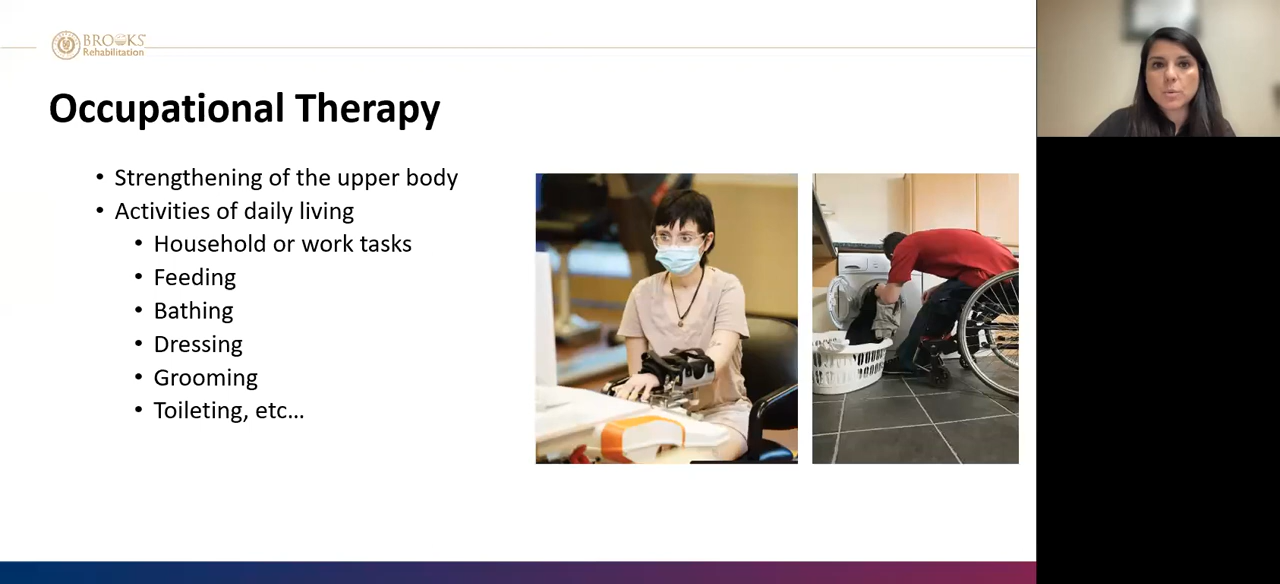 BROOKS
Rehabilitation
Occupational Therapy
• Strengthening of the upper body
• Activities of daily living
• Household or work tasks
• Feeding
• Bathing
• Dressing
• Grooming
• Toileting, etc...